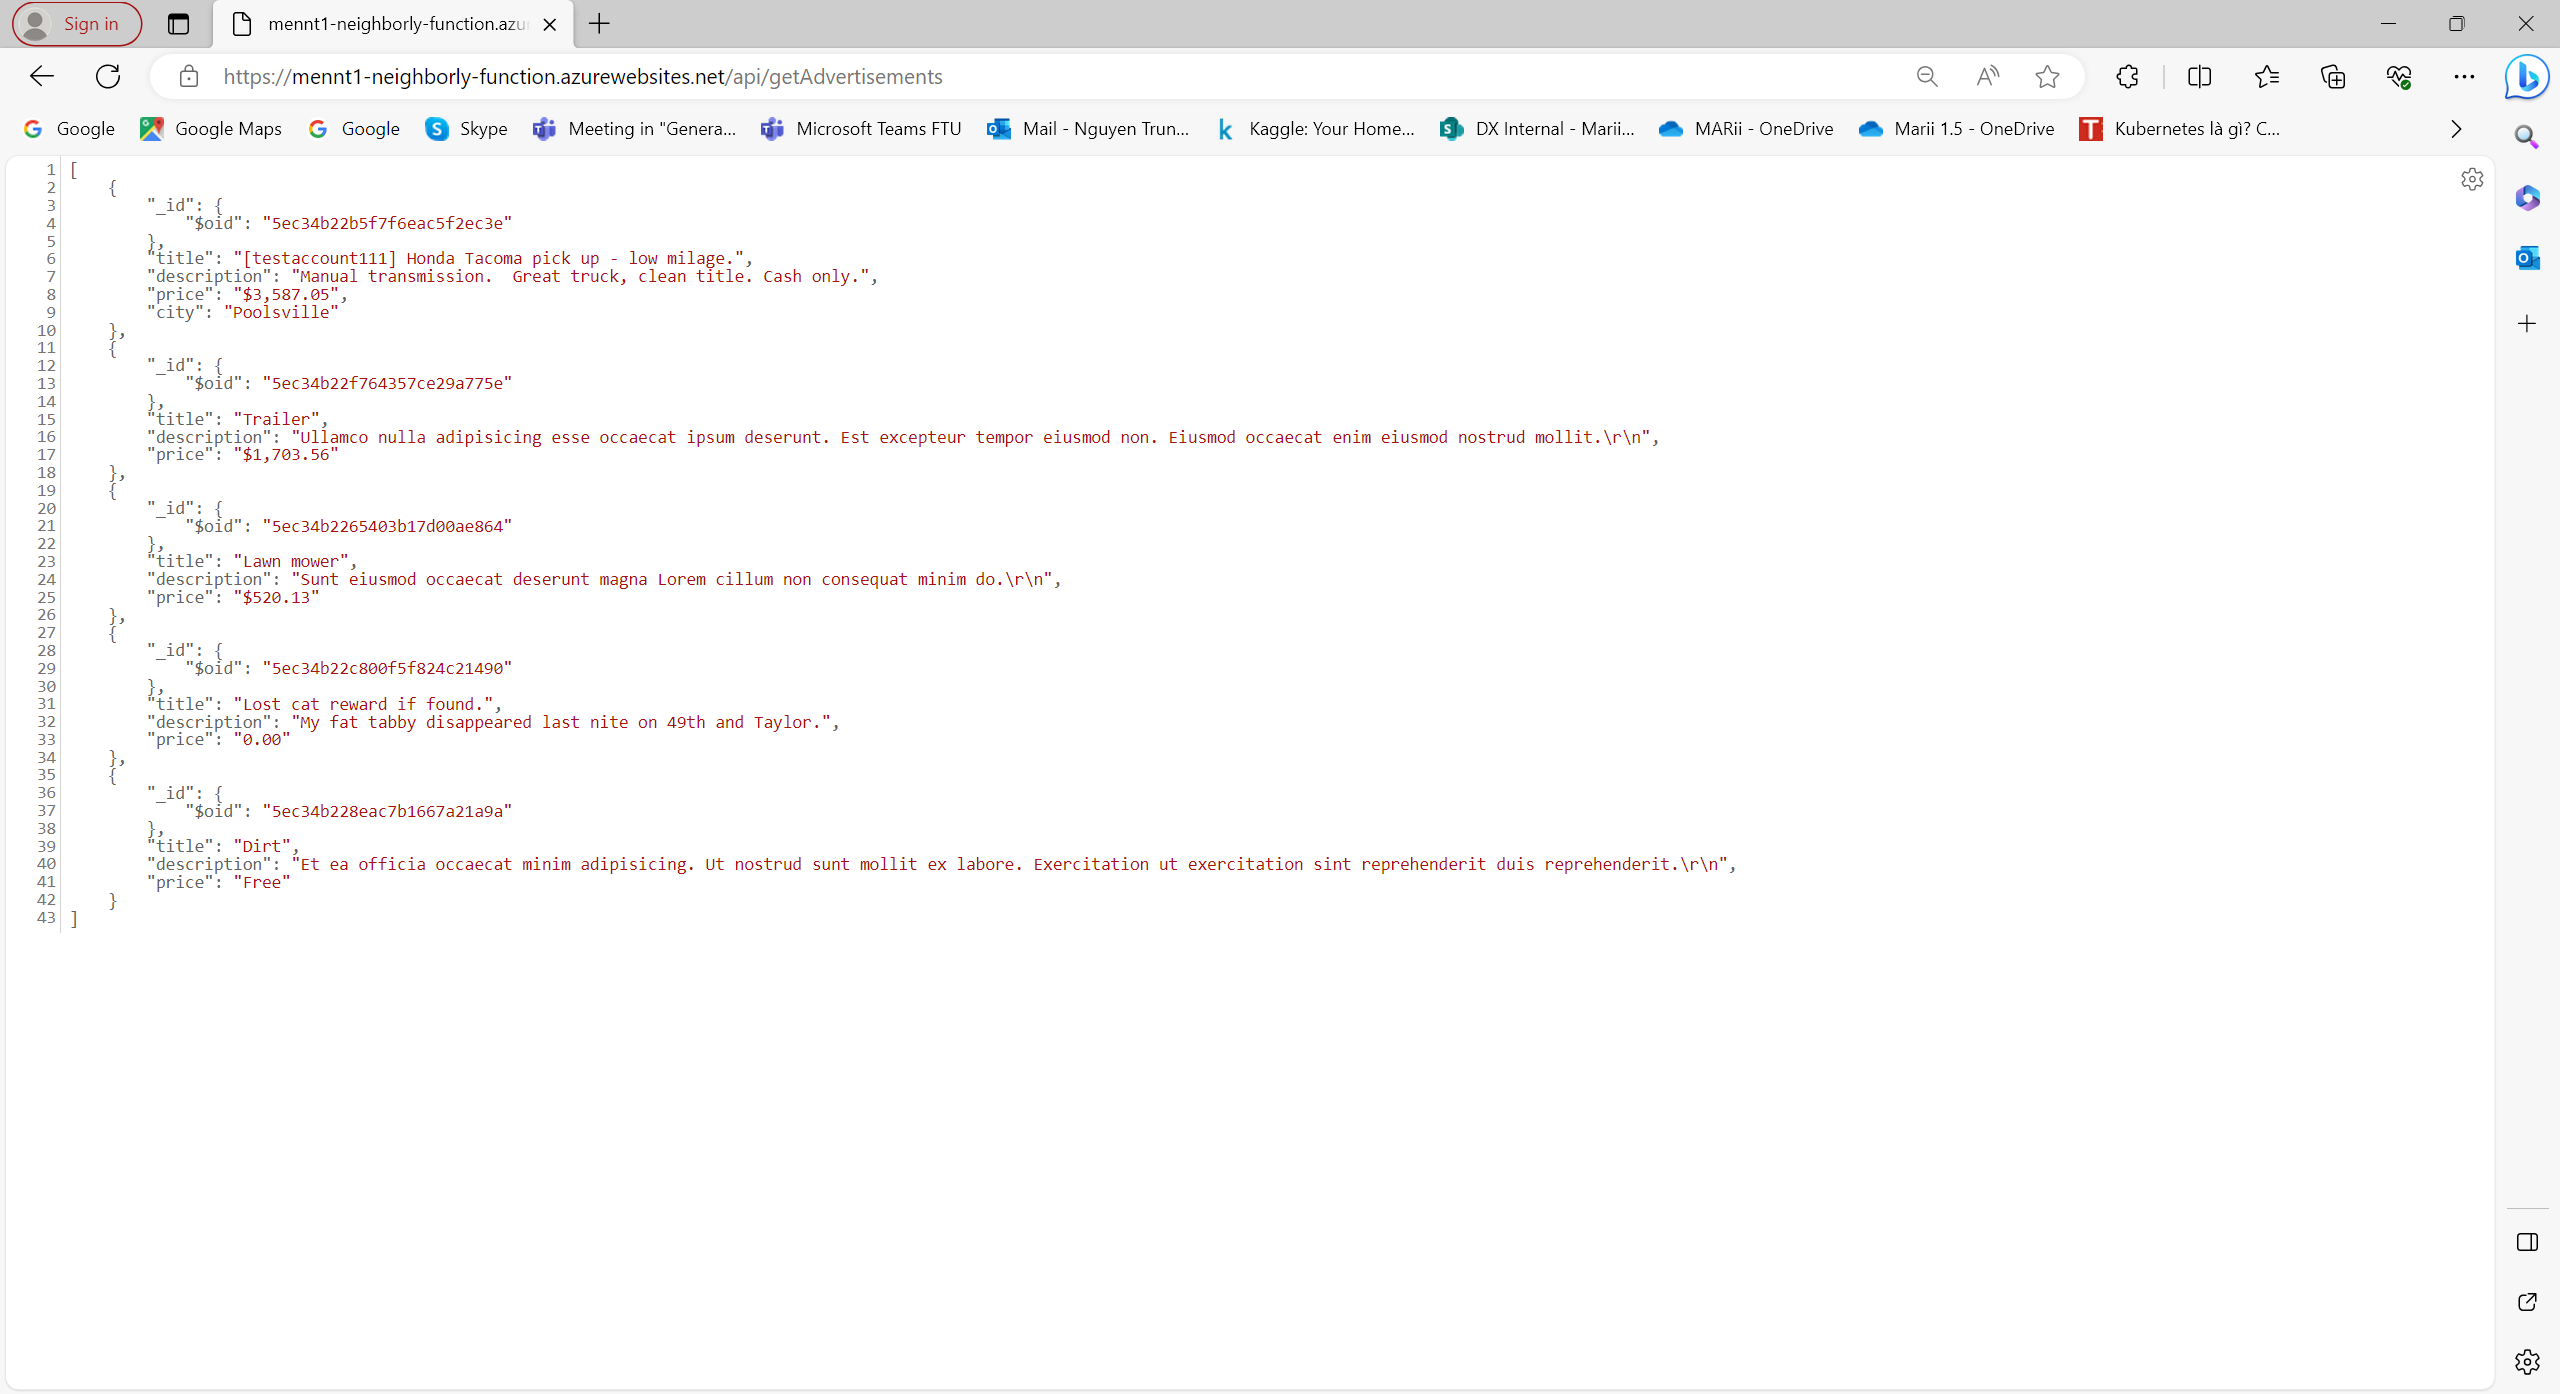 Sign in
mennt1-neighborly-function.azu
https://mennt1-neighborly-function.azurewebsites.net/api/getAdvertisements
Google Google Maps Google Skype Meeting in "Genera... Microsoft Teams FTU Mail - Nguyen Trun... Kaggle: Your Home... DX Internal - Marii... MARii - OneDrive Marii 1.5 - OneDrive Kubernetes là gì? C...
1 [
2 {
3 "_id": {
4 "$oid": "5ec34b22b5f7f6eac5f2ec3e"
5 },
6 "title": "[testaccount111] Honda Tacoma pick up - low milage.",
7 "description": "Manual transmission.  Great truck, clean title. Cash only.",
8 "price": "$3,587.05",
9 "city": "Poolsville"
10 },
11 {
12 "_id": {
13 "$oid": "5ec34b22f764357ce29a775e"
14 },
15 "title": "Trailer",
16 "description": "Ullamco nulla adipisicing esse occaecat ipsum deserunt. Est excepteur tempor eiusmod non. Eiusmod occaecat enim eiusmod nostrud mollit.\r\n",
17 "price": "$1,703.56"
18 },
19 {
20 "_id": {
21 "$oid": "5ec34b2265403b17d00ae864"
22 },
23 "title": "Lawn mower",
24 "description": "Sunt eiusmod occaecat deserunt magna Lorem cillum non consequat minim do.\r\n",
25 "price": "$520.13"
26 },
27 {
28 "_id": {
29 "$oid": "5ec34b22c800f5f824c21490"
30 },
31 "title": "Lost cat reward if found.",
32 "description": "My fat tabby disappeared last nite on 49th and Taylor.",
33 "price": "0.00"
34 },
35 {
36 "_id": {
37 "$oid": "5ec34b228eac7b1667a21a9a"
38 },
39 "title": "Dirt",
40 "description": "Et ea officia occaecat minim adipisicing. Ut nostrud sunt mollit ex labore. Exercitation ut exercitation sint reprehenderit duis reprehenderit.\r\n",
41 "price": "Free"
42 }
43 ]